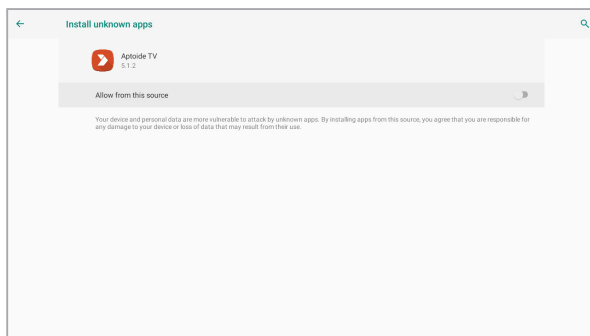 Install unknown apps
Aptoide TV
5.1.2
Allow from this source
Your device and personal data are more vulnerable to attack by unknown apps. By installing apps from this source, you agree that you are responsible for
any damage to your device or loss of data that may result from their use.